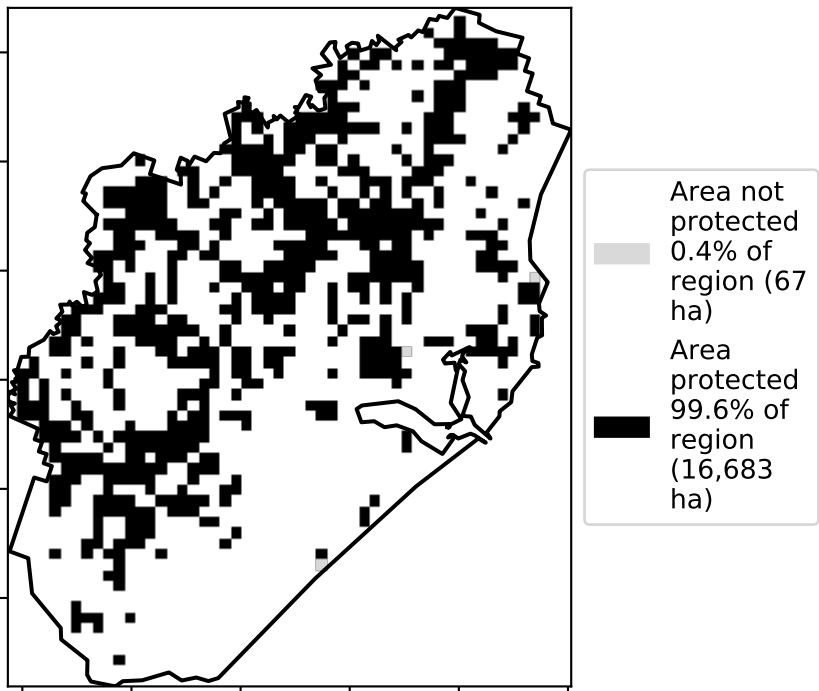 Area not
protected
0.4% of
region (67
ha)
Area
protected
99.6% of
region
(16,683
ha)